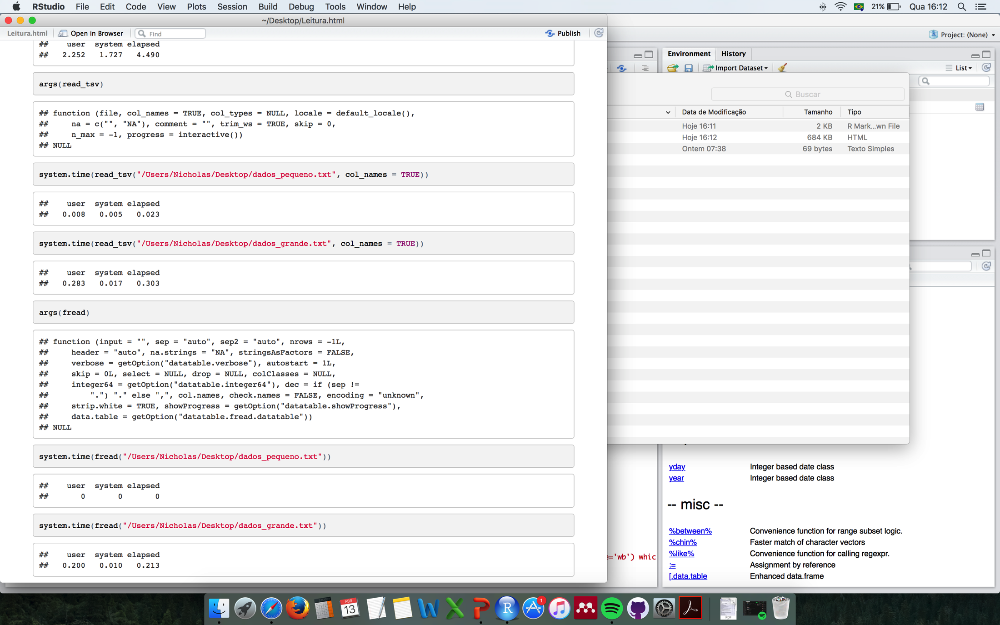 RStudio File Edit Code View Plots Session Build Debug Tools Window Help 21% Qua 16:12
~/Desktop/Leitura.html
Leitura.html Open in Browser Find Publish
Project: (None)
## user system elapsed
## 2.252 1.727 4.490
args(read_tsv)
## function (file, col_names = TRUE, col_types = NULL, locale = default_locale(),
## na = c("", "NA"), comment = "", trim_ws = TRUE, skip = 0,
## n_max = -1, progress = interactive())
## NULL
system.time(read_tsv("/Users/Nicholas/Desktop/dados_pequeno.txt", col_names = TRUE))
## user system elapsed
## 0.008 0.005 0.023
system.time(read_tsv("/Users/Nicholas/Desktop/dados_grande.txt", col_names = TRUE))
## user system elapsed
## 0.283 0.017 0.303
args(fread)
## function (input = "", sep = "auto", sep2 = "auto", nrows = -1L,
## header = "auto", na.strings = "NA", stringsAsFactors = FALSE,
## verbose = getOption("datatable.verbose"), autostart = 1L,
## skip = 0L, select = NULL, drop = NULL, colClasses = NULL,
## integer64 = getOption("datatable.integer64"), dec = if (sep !=
## ".") "." else ",", col.names, check.names = FALSE, encoding = "unknown",
## strip.white = TRUE, showProgress = getOption("datatable.showProgress"),
## data.table = getOption("datatable.fread.datatable"))
## NULL
system.time(fread("/Users/Nicholas/Desktop/dados_pequeno.txt"))
## user system elapsed
## 0 0 0
system.time(fread("/Users/Nicholas/Desktop/dados_grande.txt"))
## user system elapsed
## 0.200 0.010 0.213
Environment History
Import Dataset List
Buscar
Data de Modificação Tamanho Tipo
Hoje 16:11 2 KB R Mark...wn File
Hoje 16:12 684 KB HTML
Ontem 07:38 69 bytes Texto Simples
yday Integer based date class
year Integer based date class
-- misc --
%between% Convenience function for range subset logic.
%chin% Faster match of character vectors
%like% Convenience function for calling regexpr.
:= Assignment by reference
[.data.table Enhanced data.frame
='wb') whic
ABR
13
1
PDF